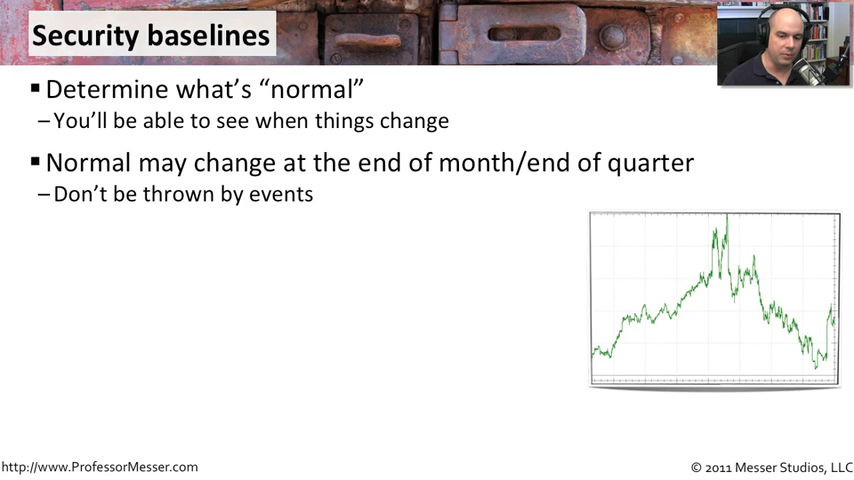 Security baselines
▪ Determine what's “normal”
– You'll be able to see when things change
▪ Normal may change at the end of month/end of quarter
– Don't be thrown by events
http://www.ProfessorMesser.com
© 2011 Messer Studios, LLC